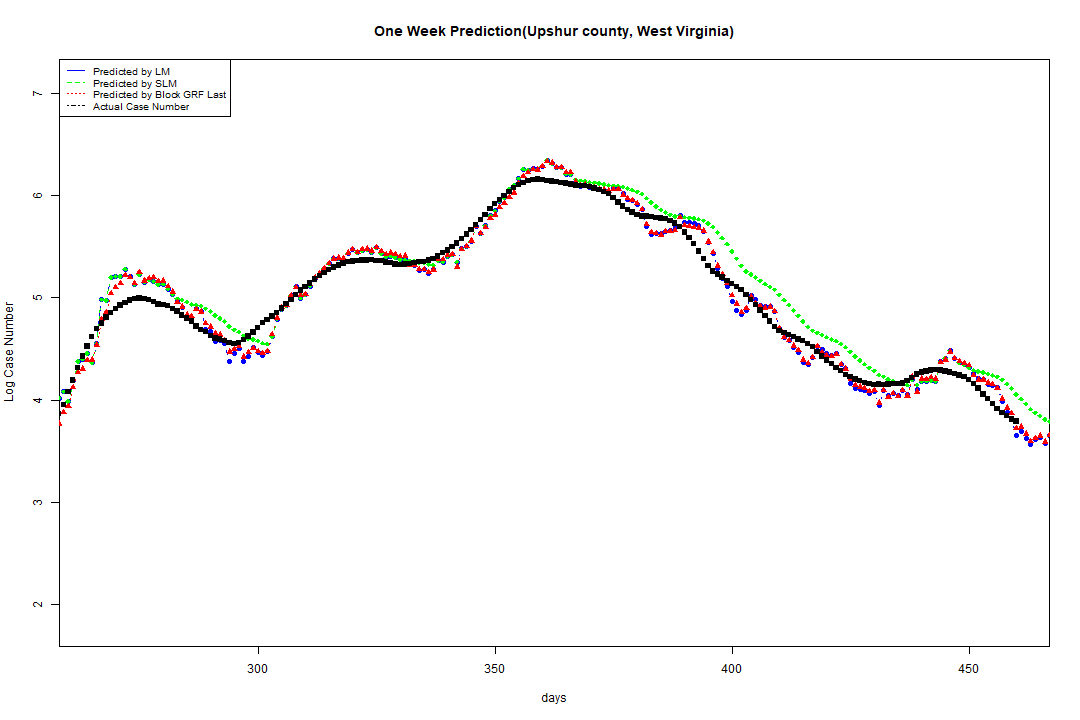 One Week Prediction(Upshur county, West Virginia)
Predicted by LM
Predicted by SLM
Predicted by Block GRF Last
Actual Case Number
7
6
5
4
3
2
Log Case Number
300 350 400 450
days